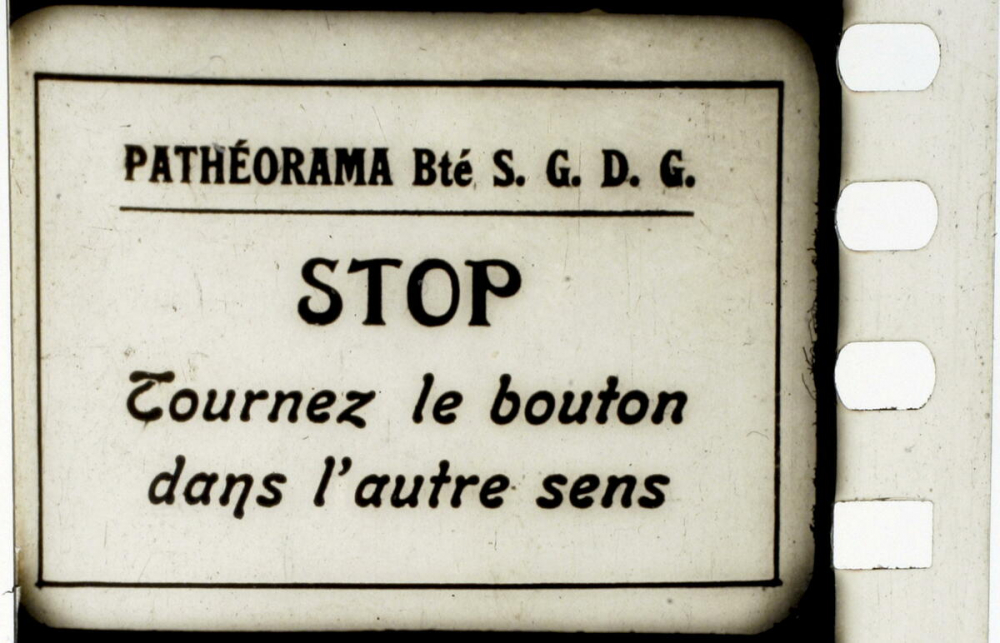 PATHÉORAMA Bté S. G. D. G.
STOP
Tournez le bouton
dans l'autre sens